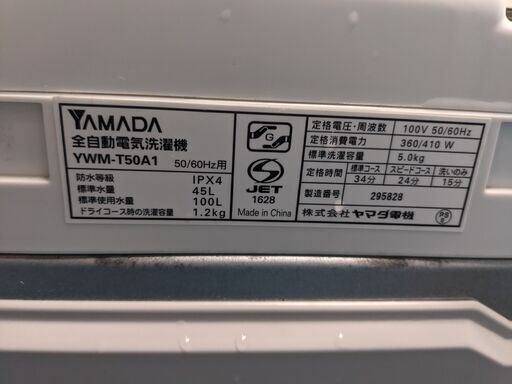 YAMADA
全自動電気洗濯機
YWM-T50A1 50/60Hz用
防水等級 IPX4
標準水量 45L
標準使用水量 100L
ドライコース時の洗濯容量 1.2kg
JET
1628
Made in China
定格電圧・周波数 100V 50/60Hz
定格消費電力 360/410 W
標準洗濯容量 5.0kg
定格時間 標準コース スピードコース 洗いのみ
34分 24分 15分
製造番号 295828
株式会社ヤマダ電機
PS
E